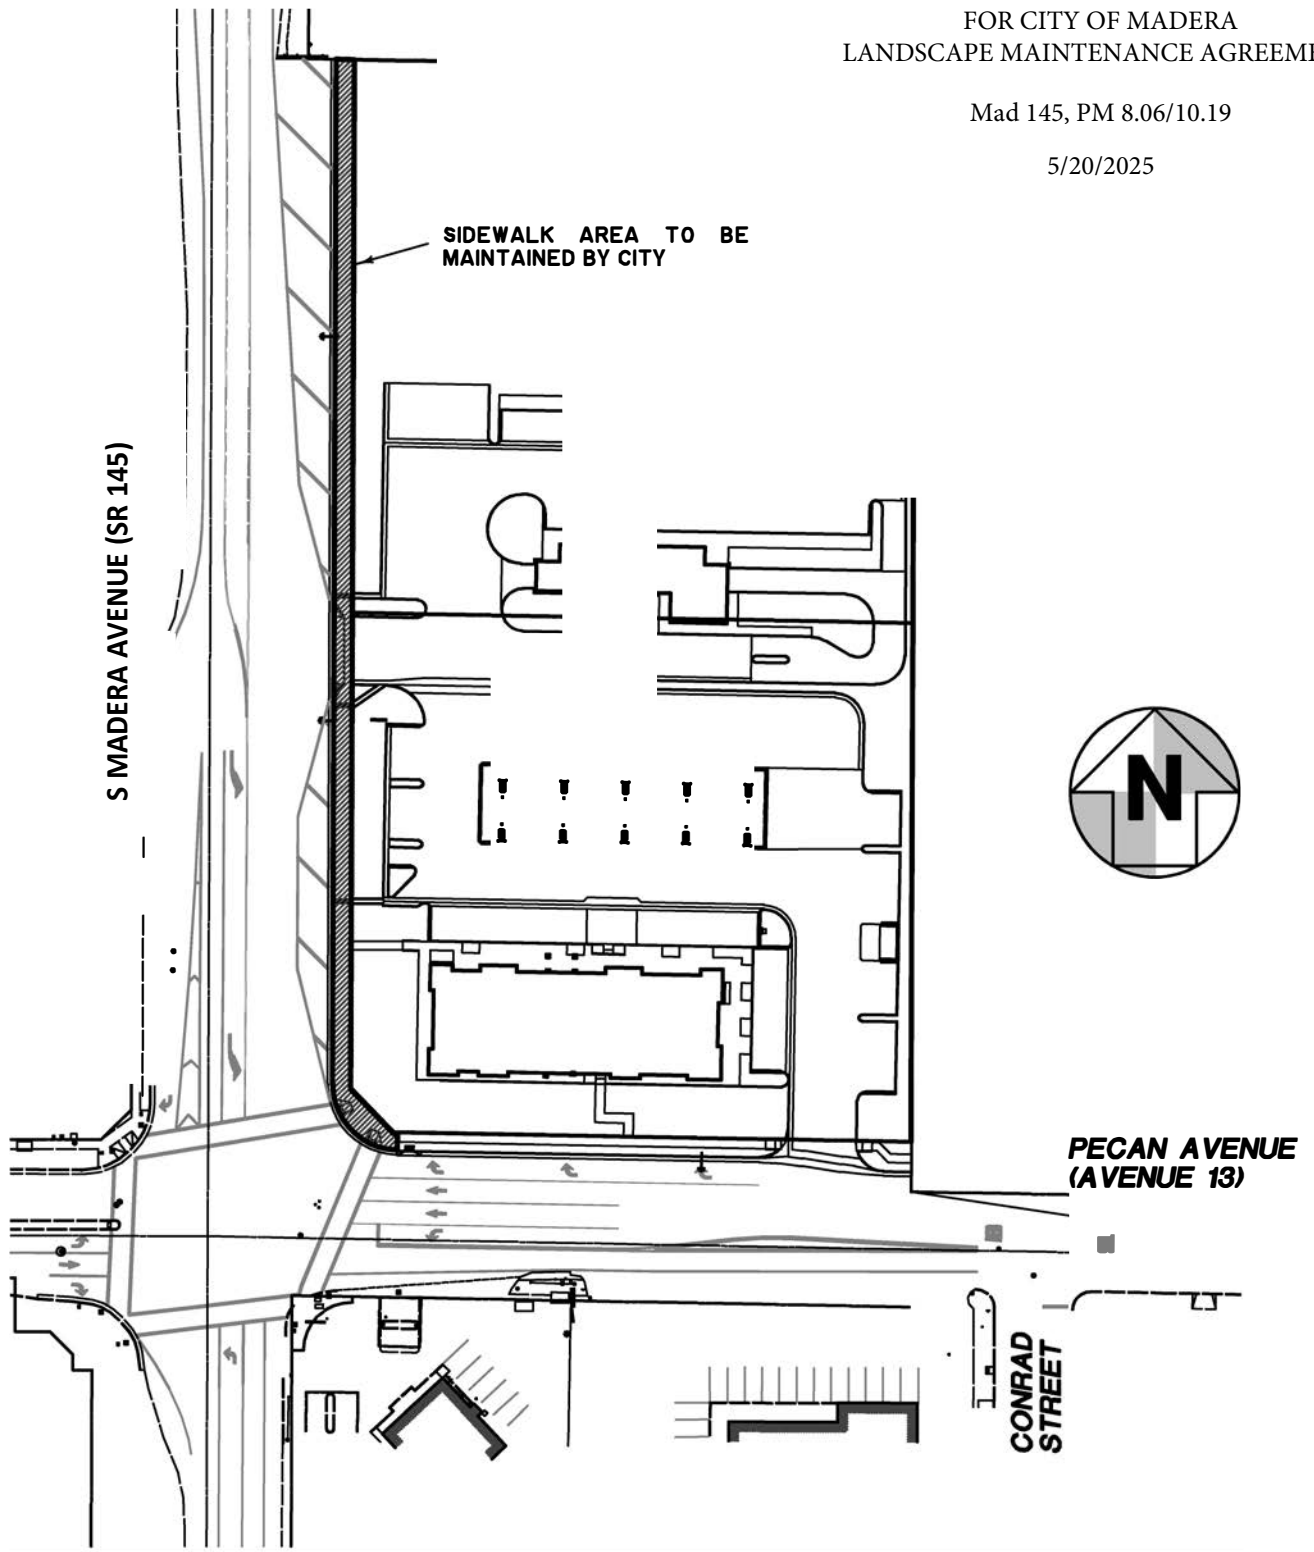 FOR CITY OF MADERA
LANDSCAPE MAINTENANCE
Mad 145, PM 8.06/10.19
5/20/2025
SIDEWALK AREA TO BE
MAINTAINED BY CITY
S MADERA AVENUE (SR 145)
N
PECAN AVENUE
(AVENUE 13)
CONRAD
STREET